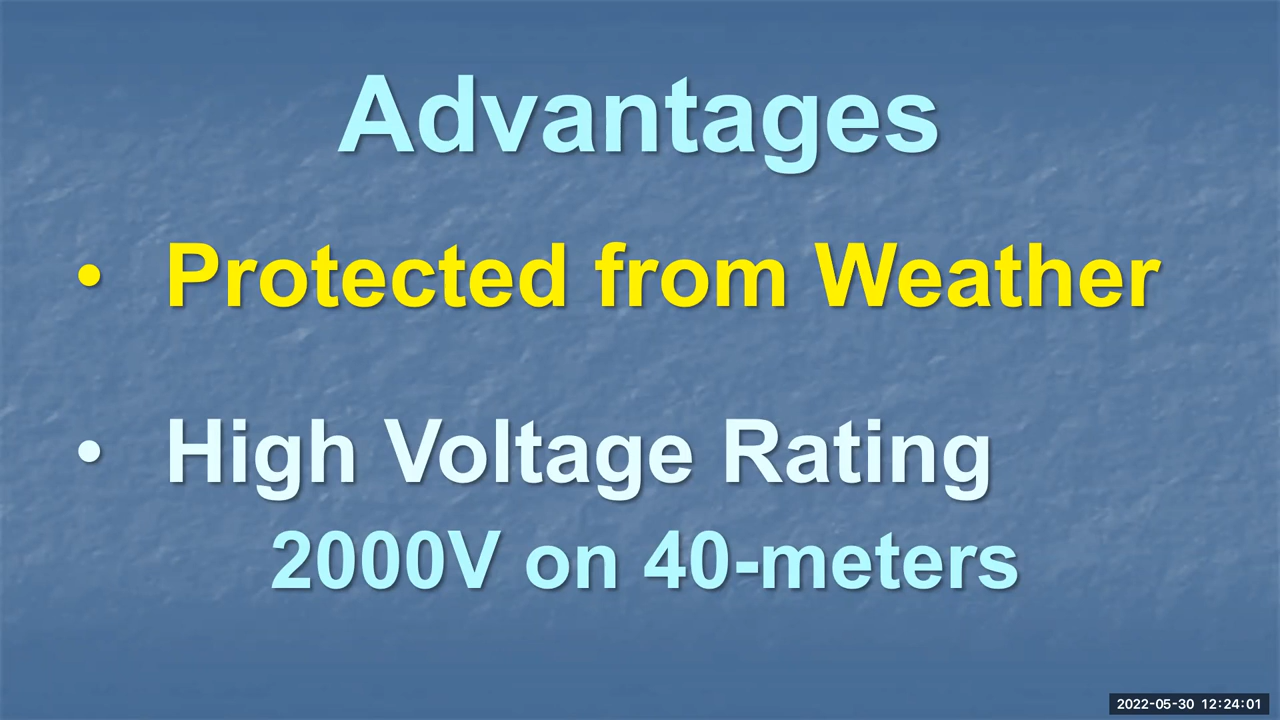 Advantages
• Protected from Weather
• High Voltage Rating
2000V on 40-meters
2022-05-30 12:24:01